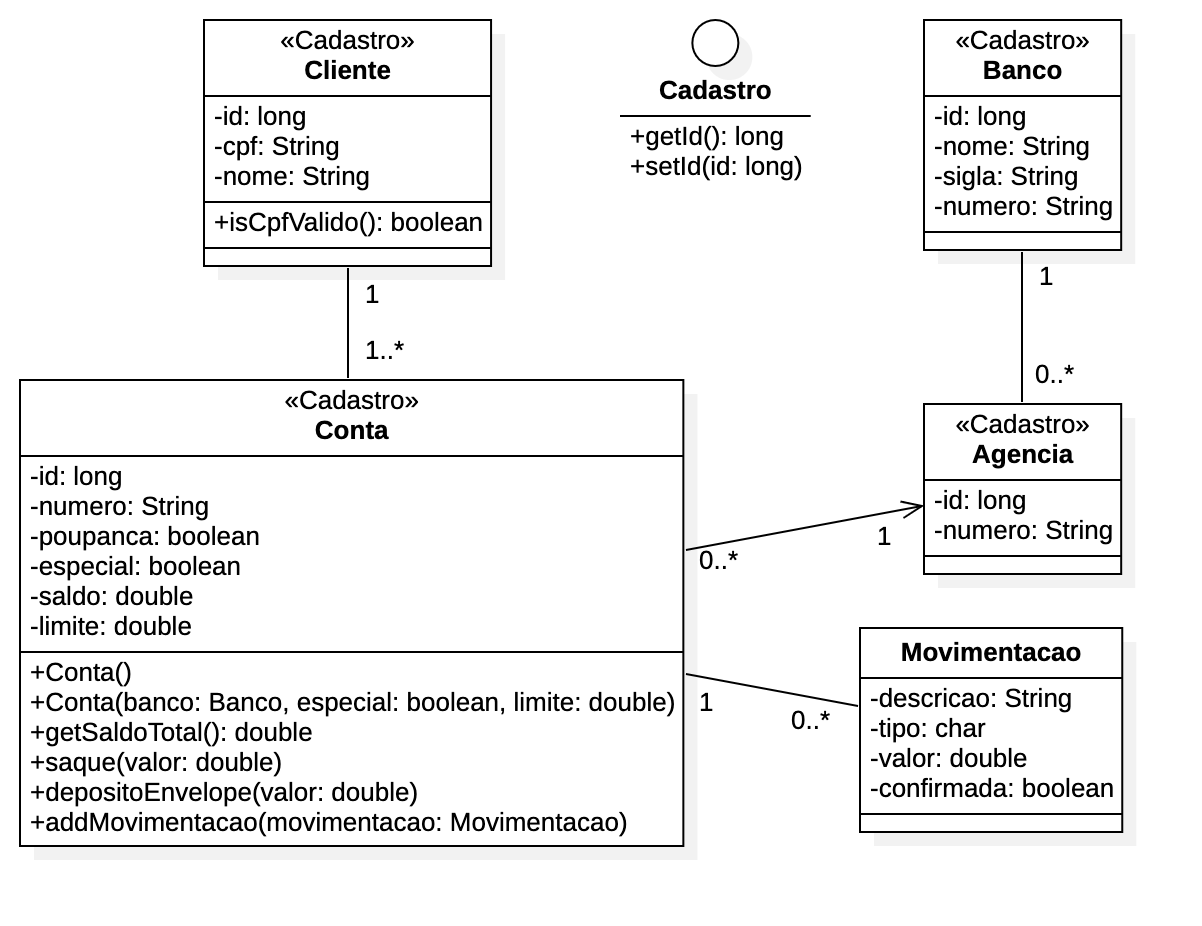 «Cadastro»
Cliente
-id: long
-cpf: String
-nome: String
+isCpfValido(): boolean
Cadastro
+getId(): long
+setId(id: long)
«Cadastro»
Banco
-id: long
-nome: String
-sigla: String
-numero: String
1
1..*
1
0..*
«Cadastro»
Conta
-id: long
-numero: String
-poupanca: boolean
-especial: boolean
-saldo: double
-limite: double
+Conta()
+Conta(banco: Banco, especial: boolean, limite: double)
+getSaldoTotal(): double
+saque(valor: double)
+depositoEnvelope(valor: double)
+addMovimentacao(movimentacao: Movimentacao)
0..*
1
«Cadastro»
Agencia
-id: long
-numero: String
1
0..*
Movimentacao
-descricao: String
-tipo: char
-valor: double
-confirmada: boolean